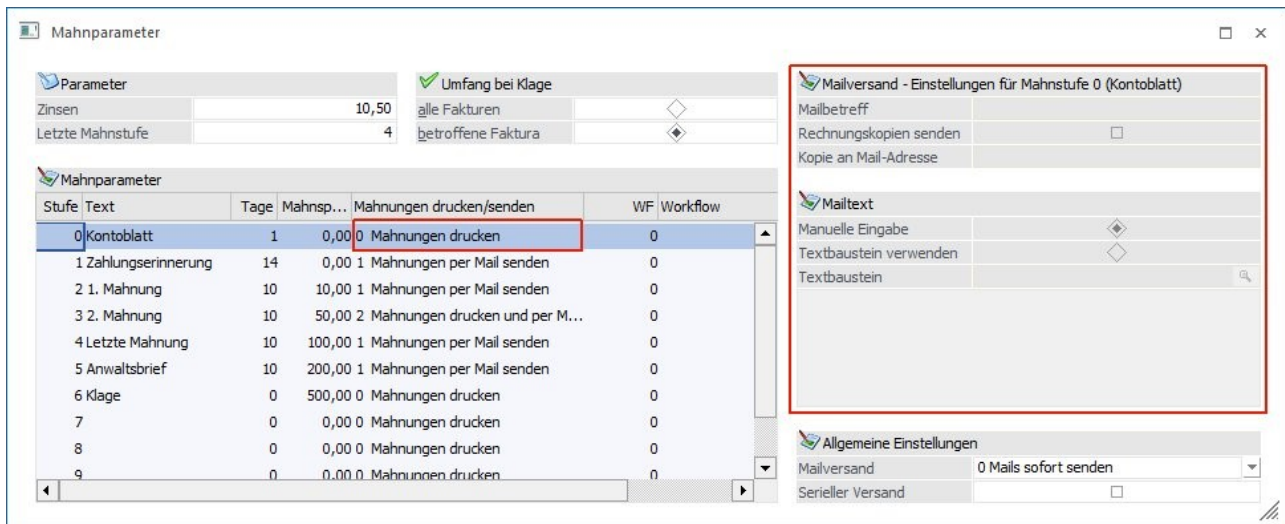 Mahnparameter
Parameter
Zinsen 10,50
Letzte Mahnstufe 4
Umfang bei Klage
alle Fakturen
betroffene Faktura
Mahnparameter
Stufe Text Tage Mahnsp... Mahnungen drucken/senden WF Workflow
0 Kontoblatt 1 0,00 0 Mahnungen drucken 0
1 Zahlungserinnerung 14 0,00 1 Mahnungen per Mail senden 0
2 1. Mahnung 10 10,00 1 Mahnungen per Mail senden 0
3 2. Mahnung 10 50,00 2 Mahnungen drucken und per M... 0
4 Letzte Mahnung 10 100,00 1 Mahnungen per Mail senden 0
5 Anwaltsbrief 10 200,00 1 Mahnungen per Mail senden 0
6 Klage 0 500,00 0 Mahnungen drucken 0
7 0 0,00 0 Mahnungen drucken 0
8 0 0,00 0 Mahnungen drucken 0
9 0 0,00 0 Mahnungen drucken 0
Mailversand - Einstellungen für Mahnstufe 0 (Kontoblatt)
Mailbetreff
Rechnungskopien senden
Kopie an Mail-Adresse
Mailtext
Manuelle Eingabe
Textbaustein verwenden
Textbaustein
Allgemeine Einstellungen
Mailversand 0 Mails sofort senden
Serieller Versand